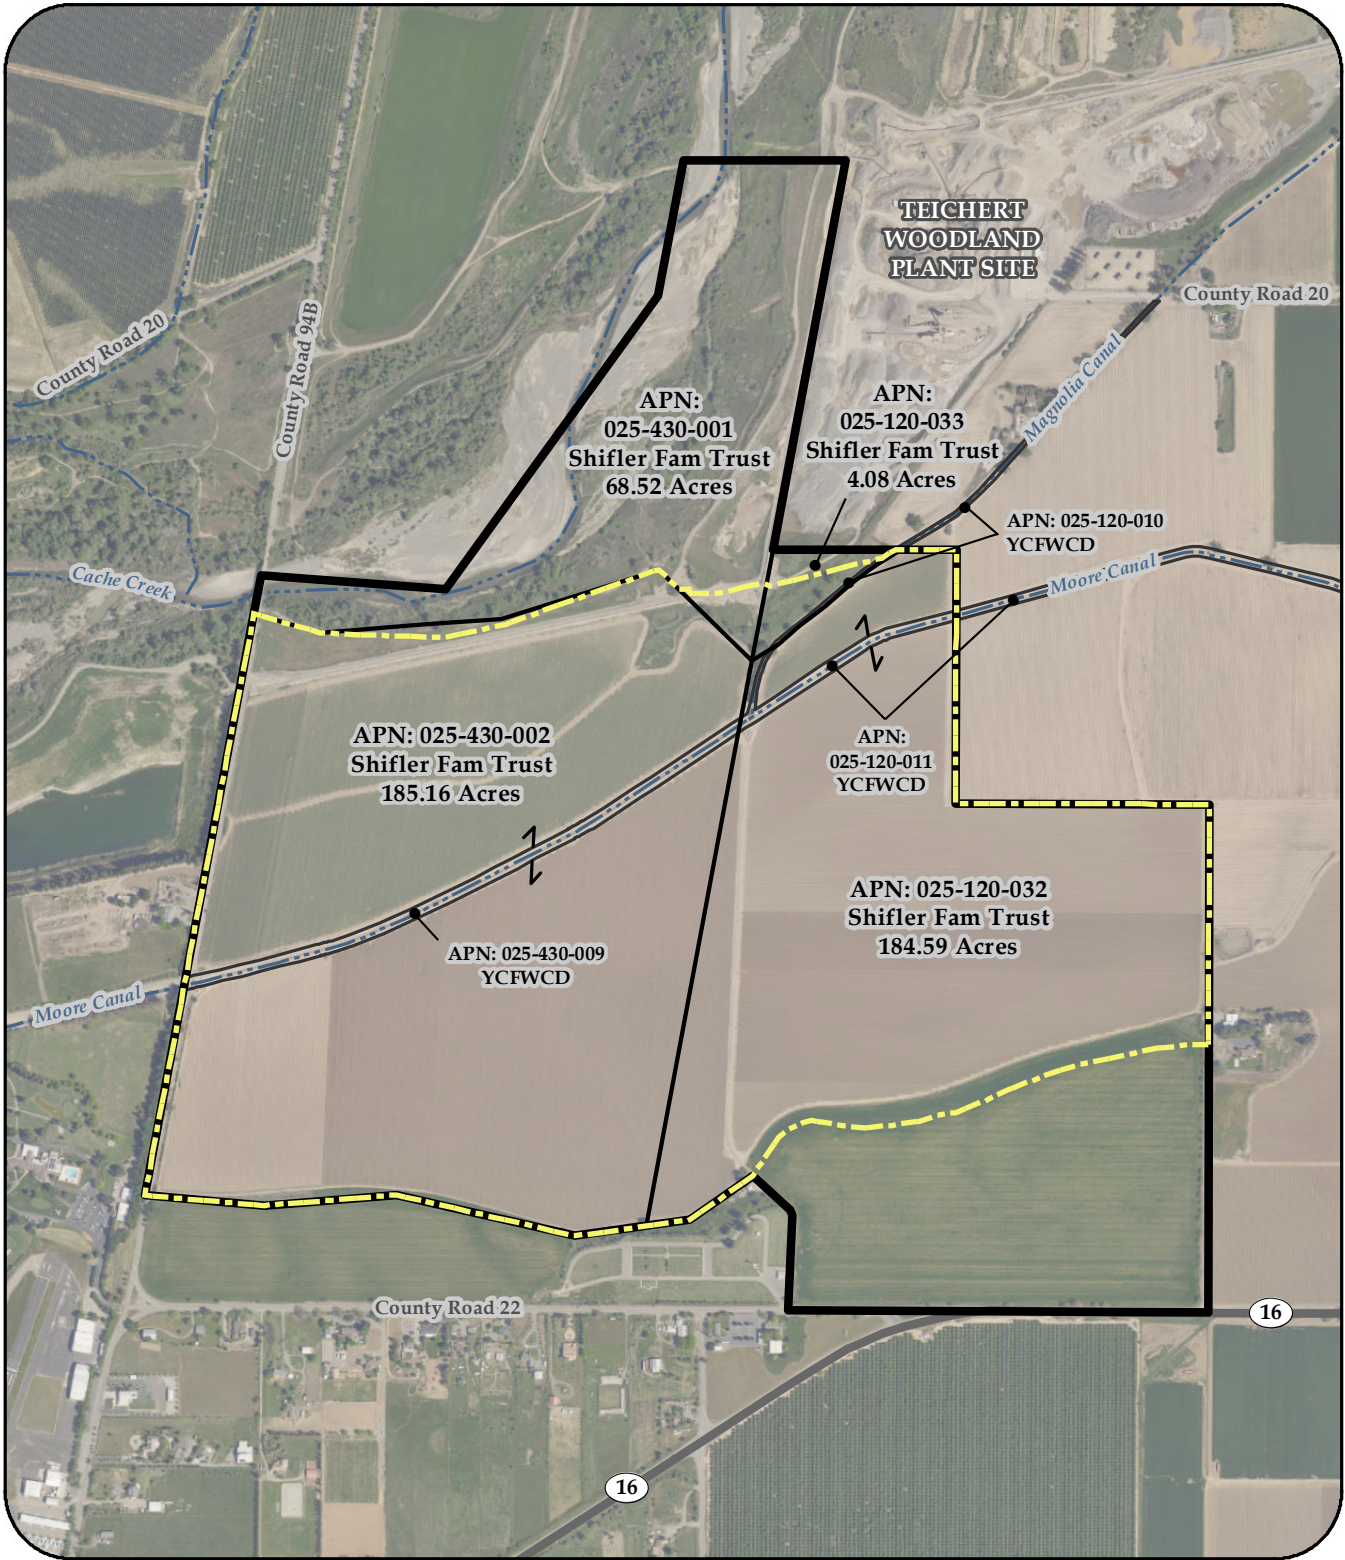 TEICHERT
WOODLAND
PLANT SITE
County Road 20
County Road 20
County Road 94B
Magnolia Canal
APN:
025-430-001
Shifler Fam Trust
68.52 Acres
APN:
025-120-033
Shifler Fam Trust
4.08 Acres
APN: 025-120-010
YCFWCD
Moore Canal
Cache Creek
APN: 025-430-002
Shifler Fam Trust
185.16 Acres
APN:
025-120-011
YCFWCD
APN: 025-120-032
Shifler Fam Trust
184.59 Acres
APN: 025-430-009
YCFWCD
Moore Canal
County Road 22
16
16